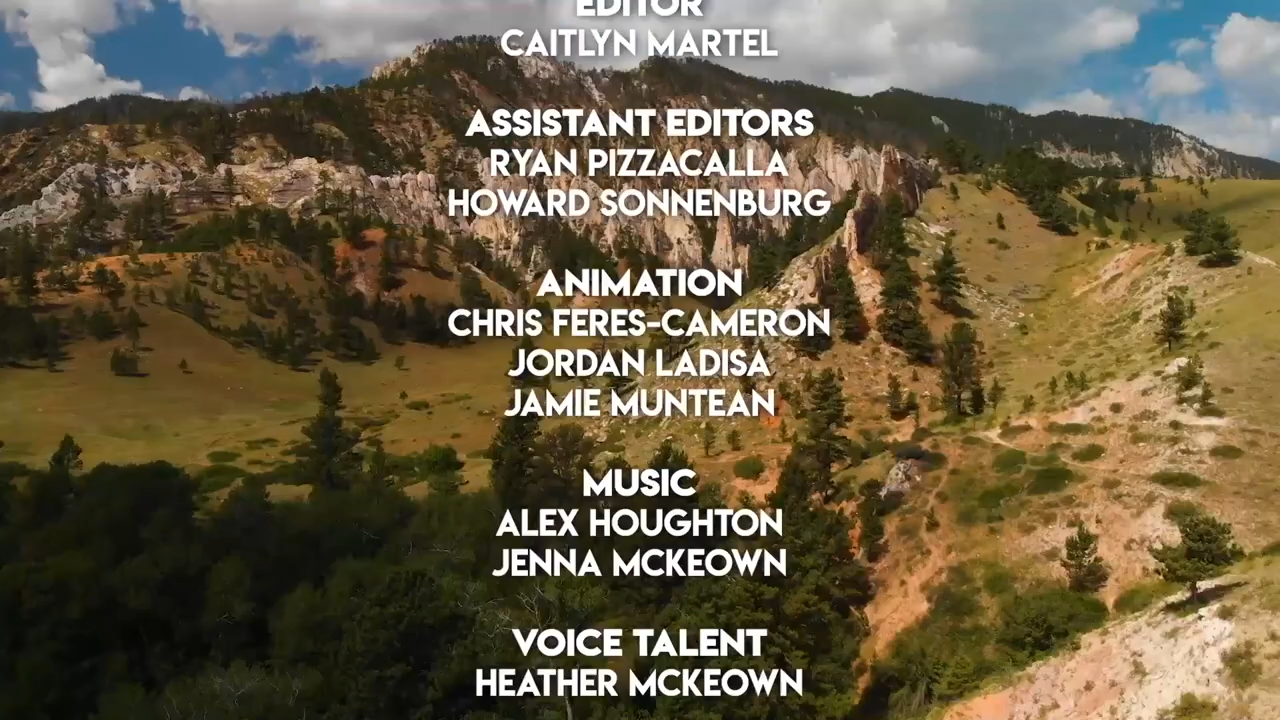 EDITOR
CAITLYN MARTEL
ASSISTANT EDITORS
RYAN PIZZACALLA
HOWARD SONNENBURG
ANIMATION
CHRIS FERES-CAMERON
JORDAN LADISA
JAMIE MUNTEAN
MUSIC
ALEX HOUGHTON
JENNA MCKEOWN
VOICE TALENT
HEATHER MCKEOWN